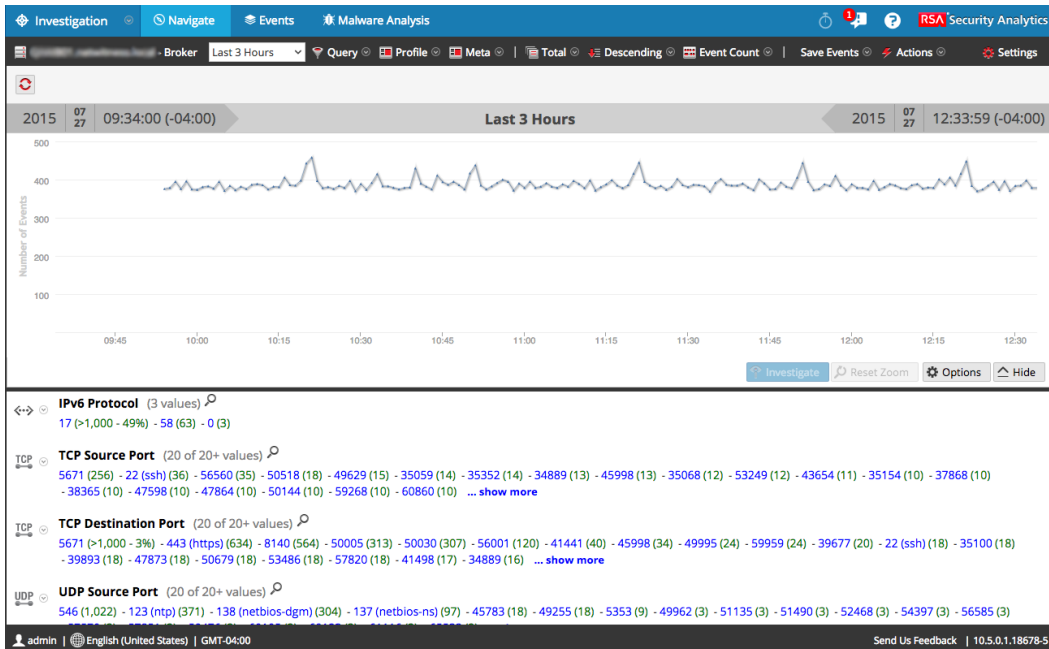 Investigation Navigate Events Malware Analysis 1 ? RSA Security Analytics
- Broker Last 3 Hours Query Profile Meta | Total Descending Event Count | Save Events Actions Settings
2015 07 27 09:34:00 (-04:00) Last 3 Hours 2015 07 27 12:33:59 (-04:00)
500
400
300
200
100
Number of Events
09:45 10:00 10:15 10:30 10:45 11:00 11:15 11:30 11:45 12:00 12:15 12:30
Investigate Reset Zoom Options Hide
IPv6 Protocol (3 values)
17 (>1,000 - 49%) - 58 (63) - 0 (3)
TCP TCP Source Port (20 of 20+ values)
5671 (256) - 22 (ssh) (36) - 56560 (35) - 50518 (18) - 49629 (15) - 35059 (14) - 35352 (14) - 34889 (13) - 45998 (13) - 35068 (12) - 53249 (12) - 43654 (11) - 35154 (10) - 37868 (10)
- 38365 (10) - 47598 (10) - 47864 (10) - 50144 (10) - 59268 (10) - 60860 (10) ... show more
TCP TCP Destination Port (20 of 20+ values)
5671 (>1,000 - 3%) - 443 (https) (634) - 8140 (564) - 50005 (313) - 50030 (307) - 56001 (120) - 41441 (40) - 45998 (34) - 49995 (24) - 59959 (24) - 39677 (20) - 22 (ssh) (18) - 35100 (18)
- 39893 (18) - 47873 (18) - 50679 (18) - 53486 (18) - 57820 (18) - 41498 (17) - 34889 (16) ... show more
UDP UDP Source Port (20 of 20+ values)
546 (1,022) - 123 (ntp) (371) - 138 (netbios-dgm) (304) - 137 (netbios-ns) (97) - 45783 (18) - 49255 (18) - 5353 (9) - 49962 (3) - 51135 (3) - 51490 (3) - 52468 (3) - 54397 (3) - 56585 (3)
admin | English (United States) | GMT-04:00 Send Us Feedback | 10.5.0.1.18678-5